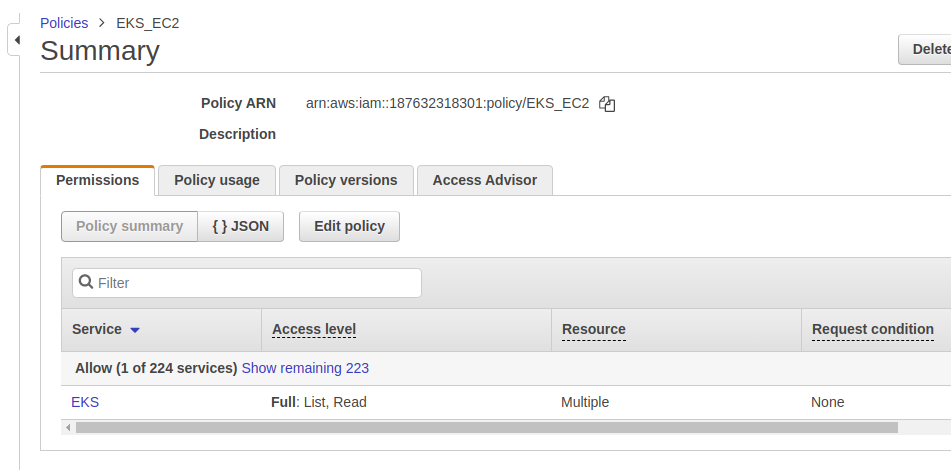 Policies > EKS_EC2
Summary
Delete
Policy ARN arn:aws:iam::187632318301:policy/EKS_EC2
Description
Permissions Policy usage Policy versions Access Advisor
Policy summary { } JSON Edit policy
Filter
Service Access level Resource Request condition
Allow (1 of 224 services) Show remaining 223
EKS Full: List, Read Multiple None